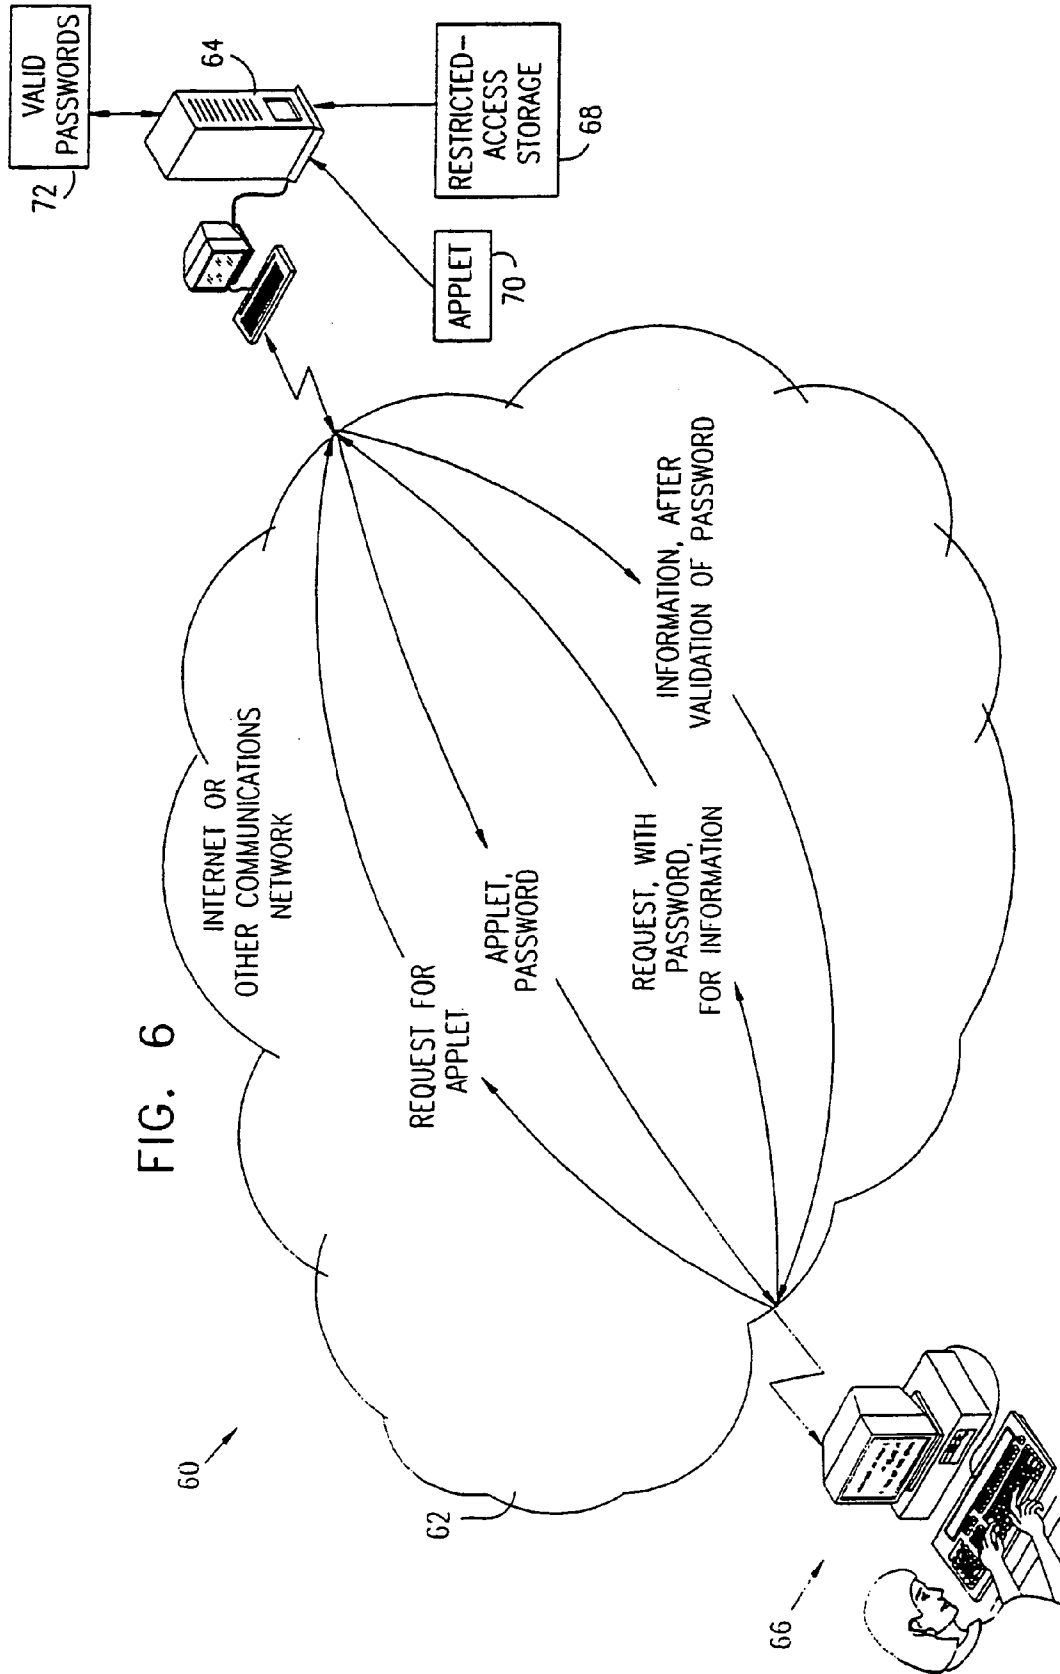 FIG. 6
60
62
66
INTERNET OR
OTHER COMMUNICATIONS
NETWORK
REQUEST FOR
APPLET
APPLET,
PASSWORD
REQUEST, WITH
PASSWORD,
FOR INFORMATION
INFORMATION, AFTER
VALIDATION OF PASSWORD
72
VALID
PASSWORDS
64
APPLET
70
RESTRICTED-
ACCESS
STORAGE
68